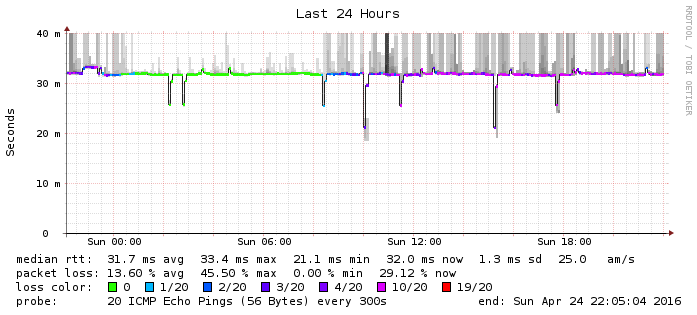 Last 24 Hours
RRDTOOL / TOBI OETIKER
Seconds
40 m
30 m
20 m
10 m
0
Sun 00:00 Sun 06:00 Sun 12:00 Sun 18:00
median rtt: 31.7 ms avg 33.4 ms max 21.1 ms min 32.0 ms now 1.3 ms sd 25.0 am/s
packet loss: 13.60 % avg 45.50 % max 0.00 % min 29.12 % now
loss color: 0 1/20 2/20 3/20 4/20 10/20 19/20
probe: 20 ICMP Echo Pings (56 Bytes) every 300s end: Sun Apr 24 22:05:04 2016